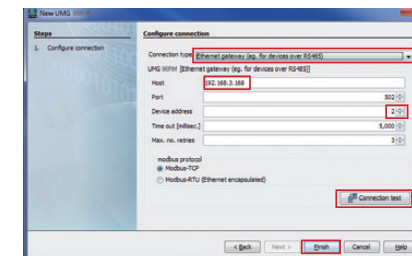 New UMG 96RM
Steps
1. Configure connection
Configure connection
Connection type Ethernet gateway (eg. for devices over RS485)
UMG 96RM [Ethernet gateway (eg. for devices over RS485)]
Host 192.168.3.168
Port 502
Device address 2
Time out [millisec.] 5,000
Max. no. retries 3
modbus protocol
Modbus-TCP
Modbus-RTU (Ethernet encapsulated)
Connection test
< Back Next > Finish Cancel Help